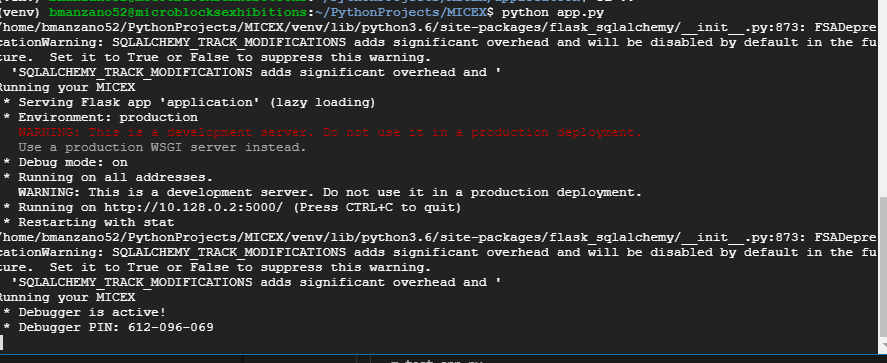 (venv) bmanzano52@microblocksexhibitions:~/PythonProjects/MICEX$ python app.py
/home/bmanzano52/PythonProjects/MICEX/venv/lib/python3.6/site-packages/flask_sqlalchemy/__init__.py:873: FSADepre
cationWarning: SQLALCHEMY_TRACK_MODIFICATIONS adds significant overhead and will be disabled by default in the fu
ture.  Set it to True or False to suppress this warning.
  'SQLALCHEMY_TRACK_MODIFICATIONS adds significant overhead and '
Running your MICEX
 * Serving Flask app 'application' (lazy loading)
 * Environment: production
   WARNING: This is a development server. Do not use it in a production deployment.
   Use a production WSGI server instead.
 * Debug mode: on
 * Running on all addresses.
   WARNING: This is a development server. Do not use it in a production deployment.
 * Running on http://10.128.0.2:5000/ (Press CTRL+C to quit)
 * Restarting with stat
/home/bmanzano52/PythonProjects/MICEX/venv/lib/python3.6/site-packages/flask_sqlalchemy/__init__.py:873: FSADepre
cationWarning: SQLALCHEMY_TRACK_MODIFICATIONS adds significant overhead and will be disabled by default in the fu
ture.  Set it to True or False to suppress this warning.
  'SQLALCHEMY_TRACK_MODIFICATIONS adds significant overhead and '
Running your MICEX
 * Debugger is active!
 * Debugger PIN: 612-096-069